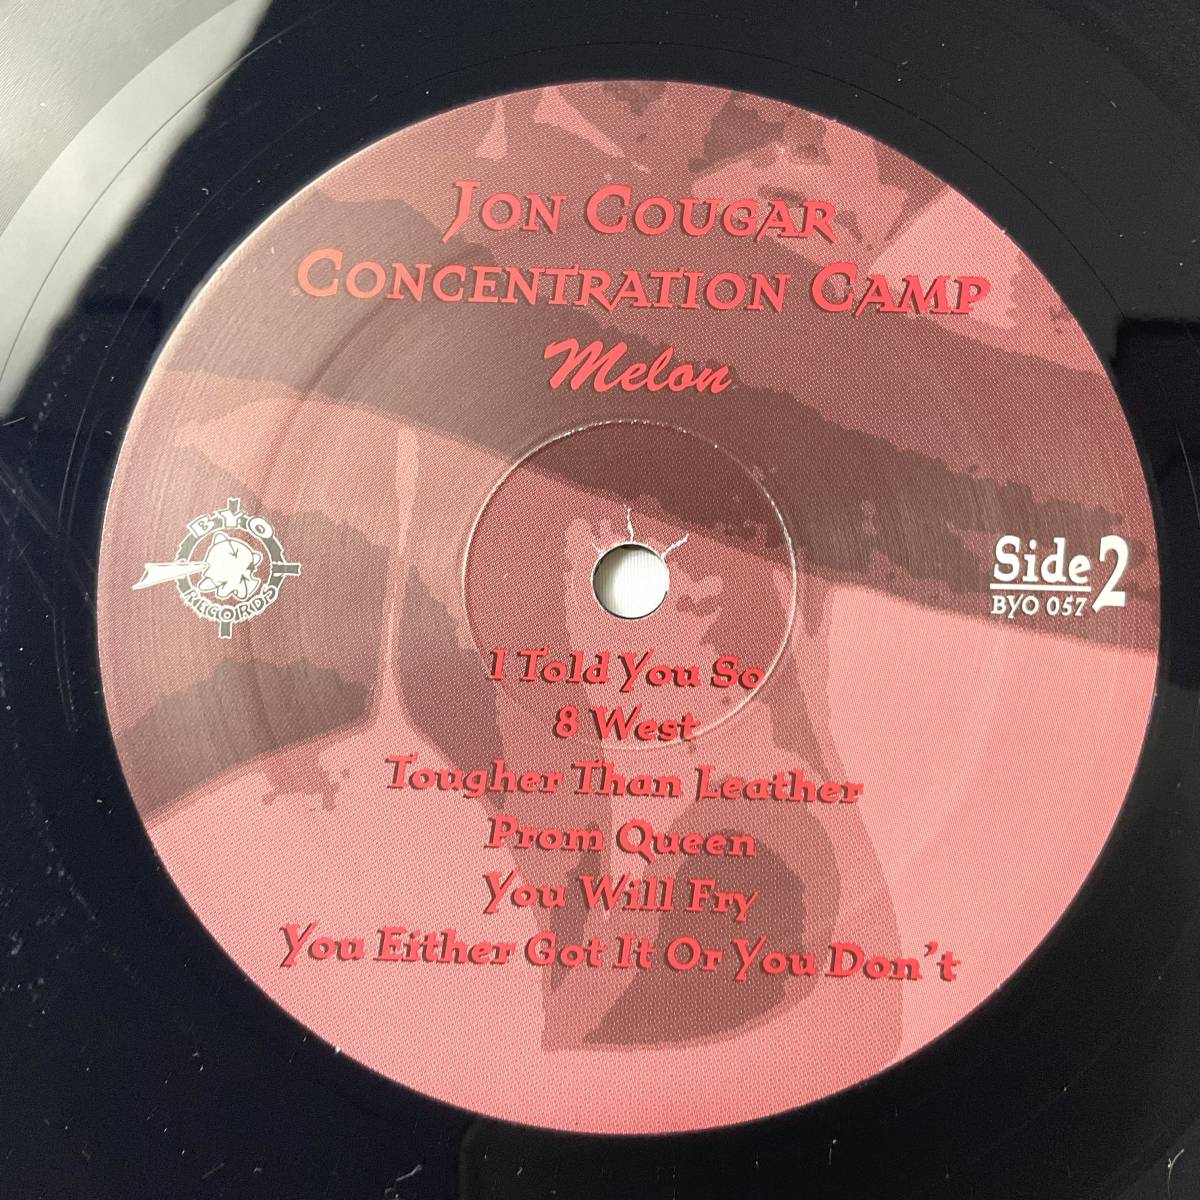 Jon Cougar
Concentration Camp
Melon
BYO
RECORDS
Side 2
BYO 057
I Told You So
8 West
Tougher Than Leather
Prom Queen
You Will Fry
You Either Got It Or You Don't